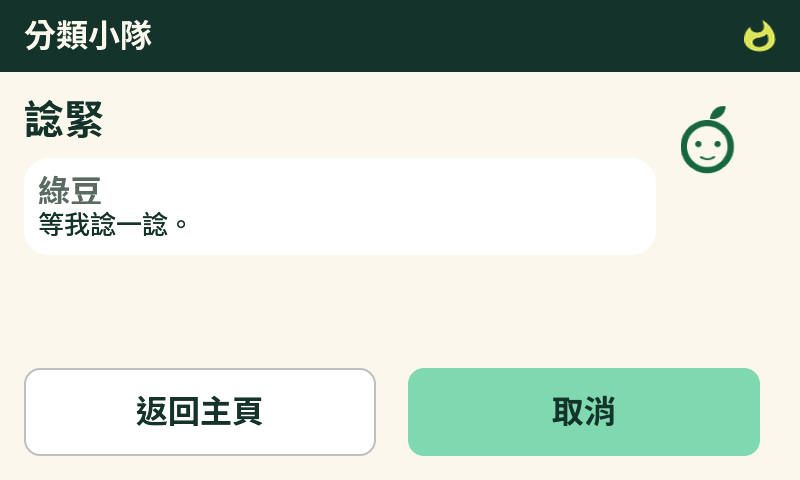 分類小隊
諗緊
綠豆
等我諗一諗。
返回主頁
取消